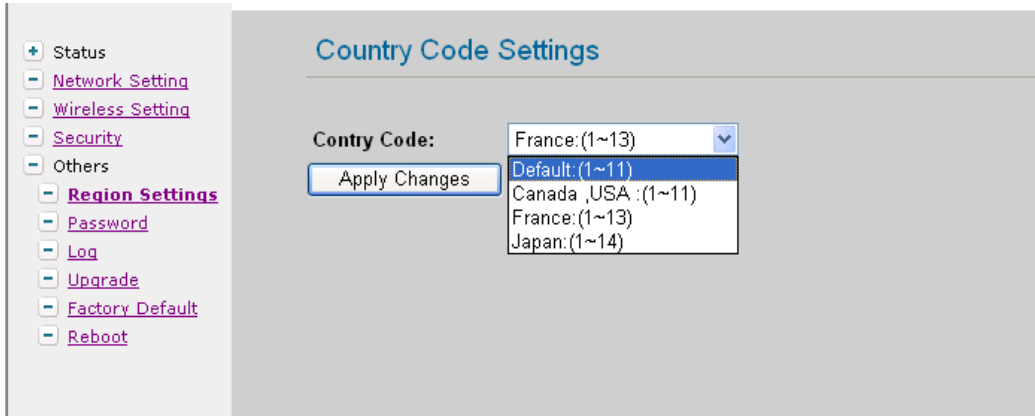 Status
Network Setting
Wireless Setting
Security
Others
Region Settings
Password
Log
Upgrade
Factory Default
Reboot
Country Code Settings
Contry Code:
France:(1~13)
Default:(1~11)
Canada ,USA :(1~11)
France:(1~13)
Japan:(1~14)
Apply Changes